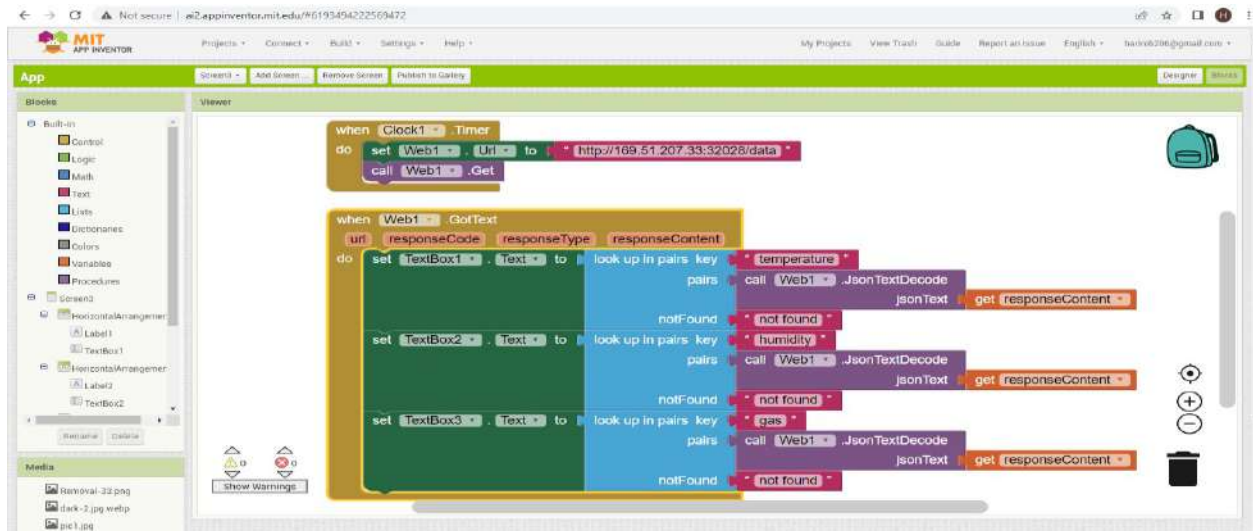 Not secure | ai2.appinventor.mit.edu/#6193494222569472
H
MIT
APP INVENTOR
Projects Connect Build Settings Help
My Projects View Trash Guide Report an Issue English
App
Screen3 Add Screen ... Remove Screen Publish to Gallery
Designer Blocks
Blocks
Viewer
Built-in
Control
Logic
Math
Text
Lists
Dictionaries
Colors
Variables
Procedures
Screen3
HorizontalArrangemer
Label1
TextBox1
HorizontalArrangemer
Label2
TextBox2
Rename Delete
Media
Removal-33.png
dark-2.jpg.webp
pic1.jpg
when Clock1 .Timer
do set Web1 . Url to " http://169.51.207.33:32028/data "
call Web1 .Get
when Web1 .GotText
url responseCode responseType responseContent
do set TextBox1 . Text to look up in pairs key " temperature "
pairs call Web1 .JsonTextDecode
jsonText get responseContent
notFound " not found "
set TextBox2 . Text to look up in pairs key " humidity "
pairs call Web1 .JsonTextDecode
jsonText get responseContent
notFound " not found "
set TextBox3 . Text to look up in pairs key " gas "
pairs call Web1 .JsonTextDecode
jsonText get responseContent
notFound " not found "
0 0
Show Warnings